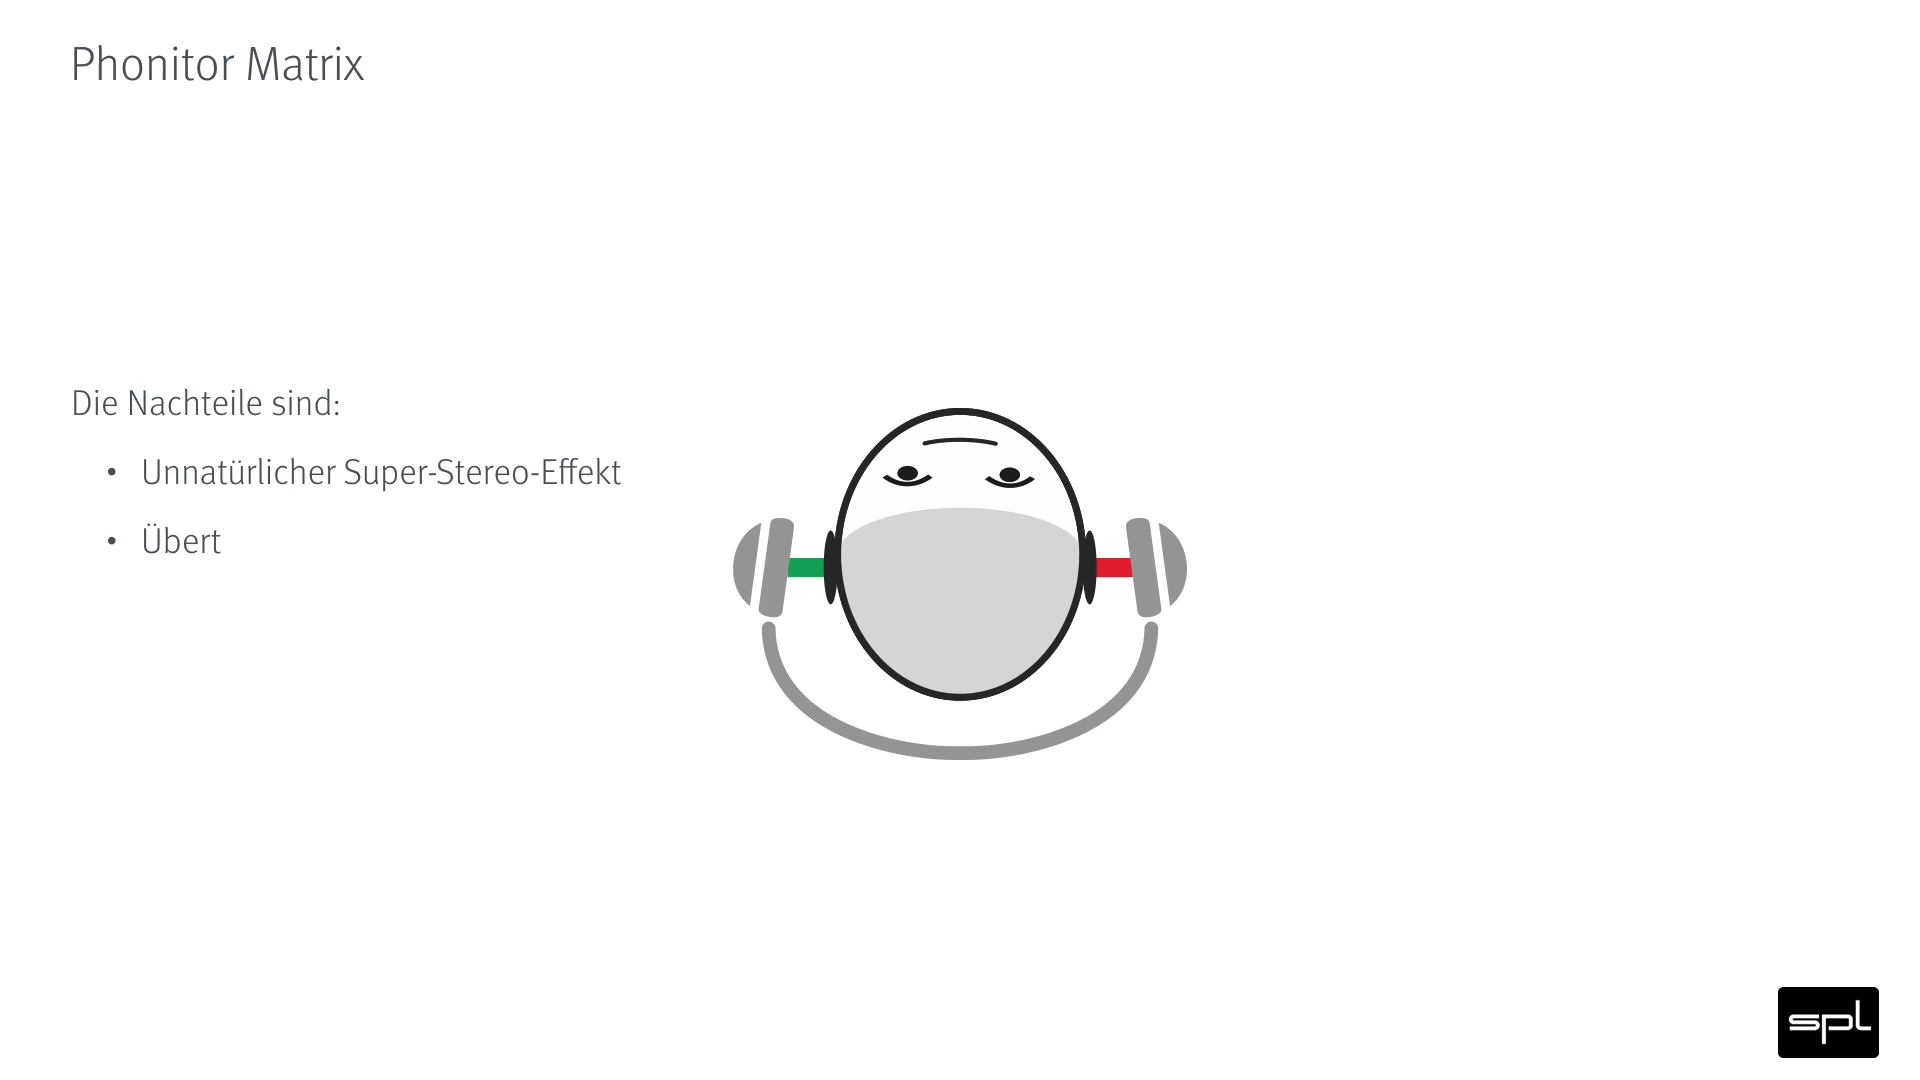 Phonitor Matrix
Die Nachteile sind:
• Unnatürlicher Super-Stereo-Effekt
• Übert
spl